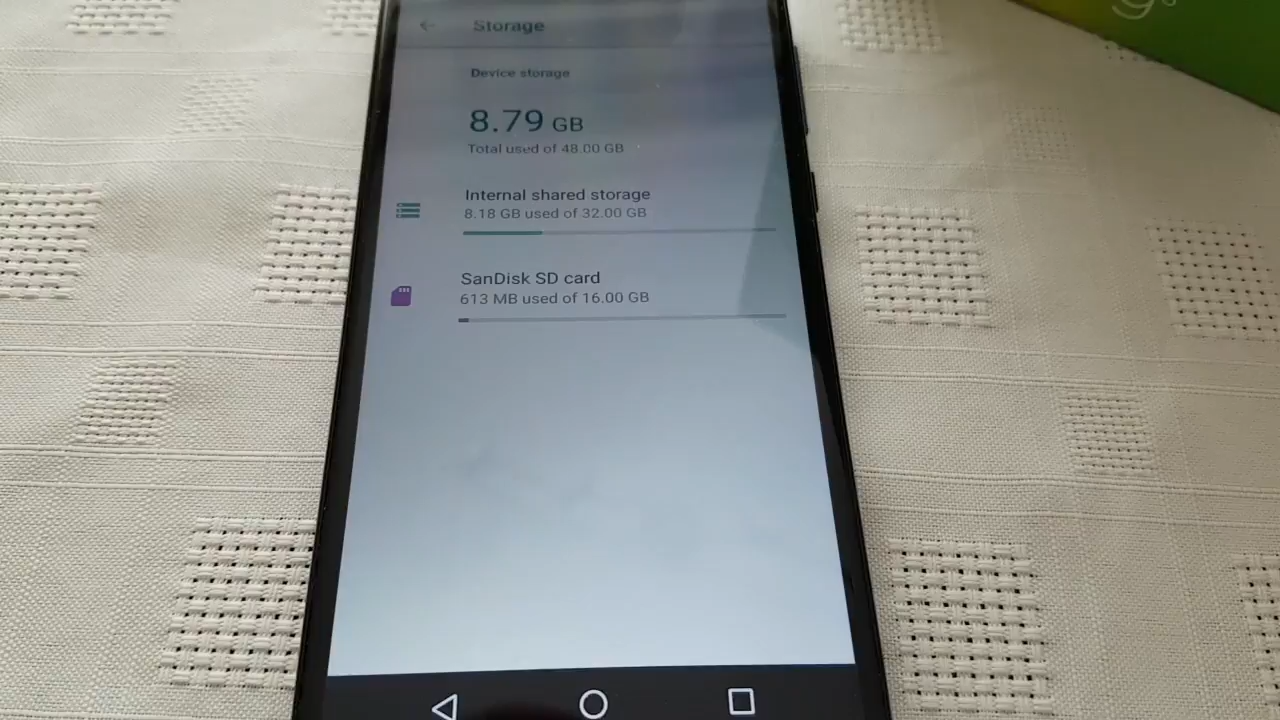 Storage
Device storage
8.79 GB
Total used of 48.00 GB
Internal shared storage
8.18 GB used of 32.00 GB
SanDisk SD card
613 MB used of 16.00 GB